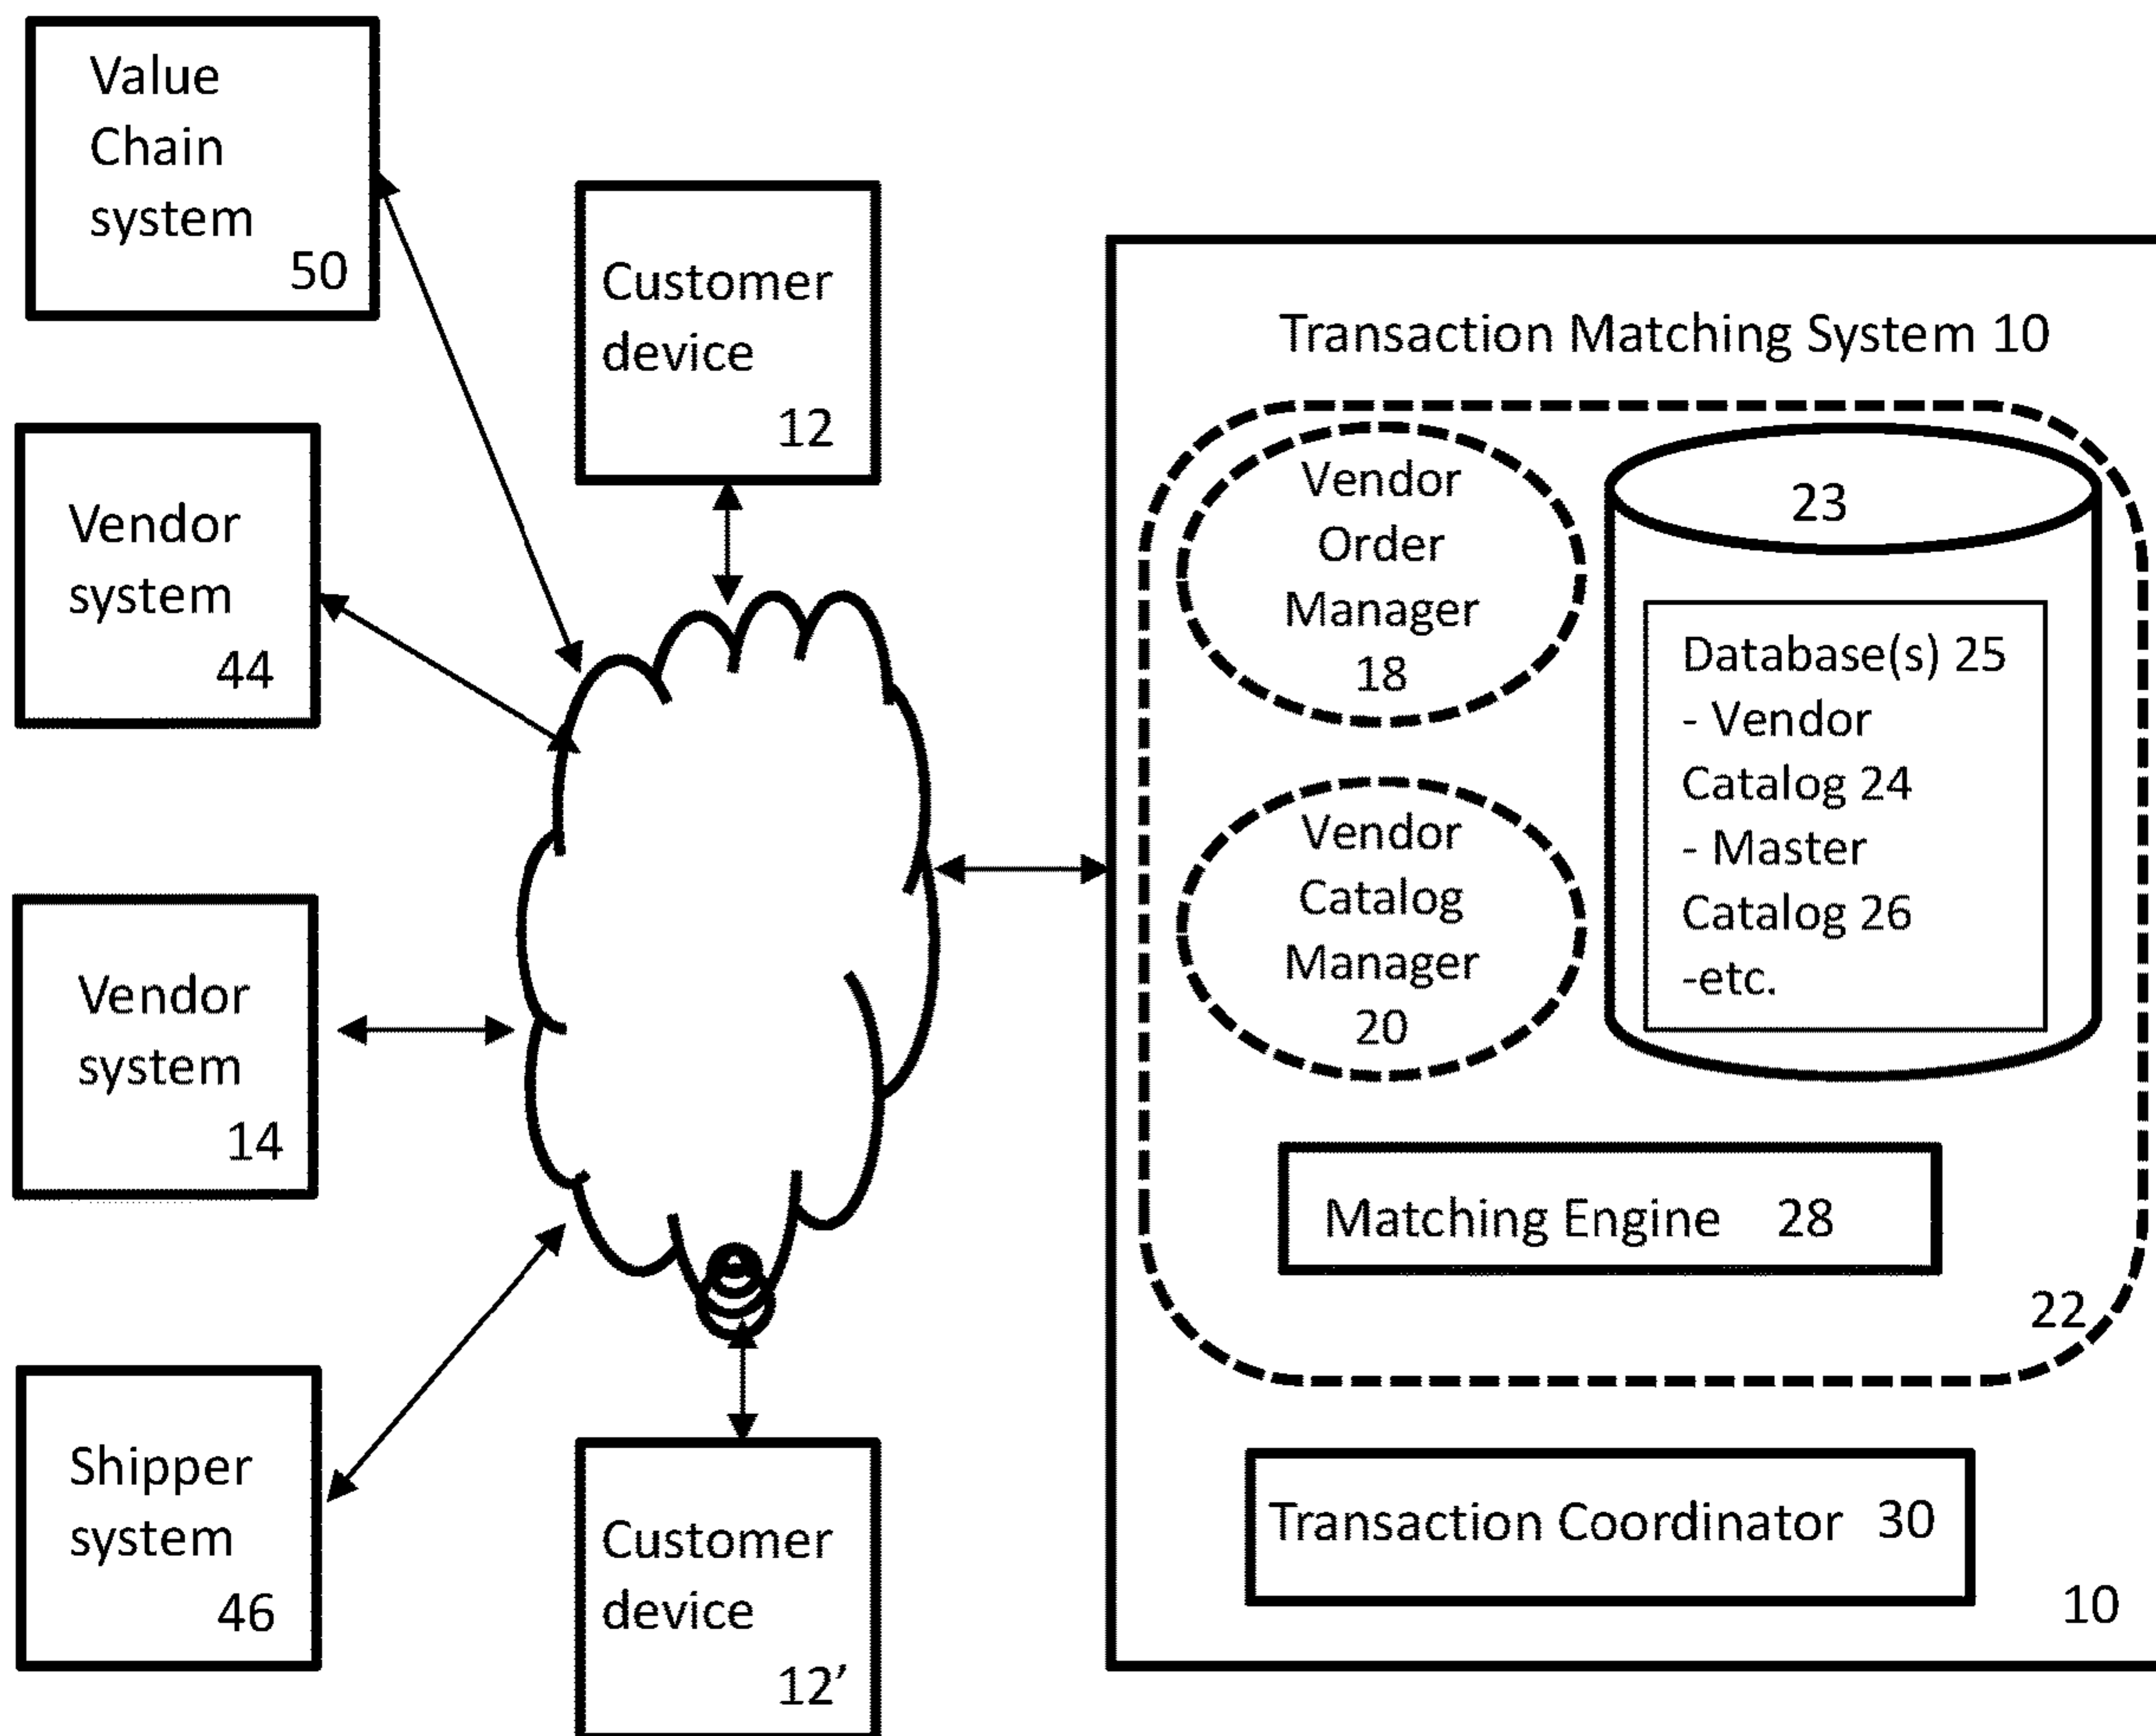 Value
Chain
system
50
Customer
device
12
Vendor
system
44
Vendor
system
14
Shipper
system
46
Customer
device
12’
Transaction Matching System 10
Vendor
Order
Manager
18
23
Database(s) 25
- Vendor
Catalog 24
- Master
Catalog 26
-etc.
Vendor
Catalog
Manager
20
Matching Engine 28
22
Transaction Coordinator 30
10